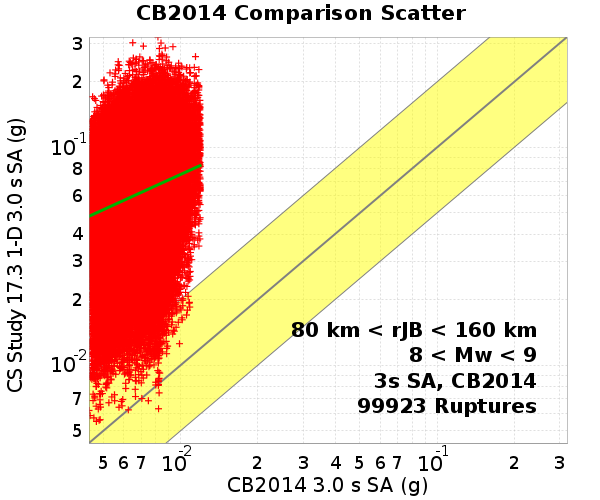 CB2014 Comparison Scatter
CS Study 17.3 1-D 3.0 s SA (g)
3
2
10-1
8
6
4
3
2
10-2
7
5
80 km < rJB < 160 km
8 < Mw < 9
3s SA, CB2014
99923 Ruptures
5 6 7 10-2 2 3 4 5 6 7 10-1 2 3
CB2014 3.0 s SA (g)